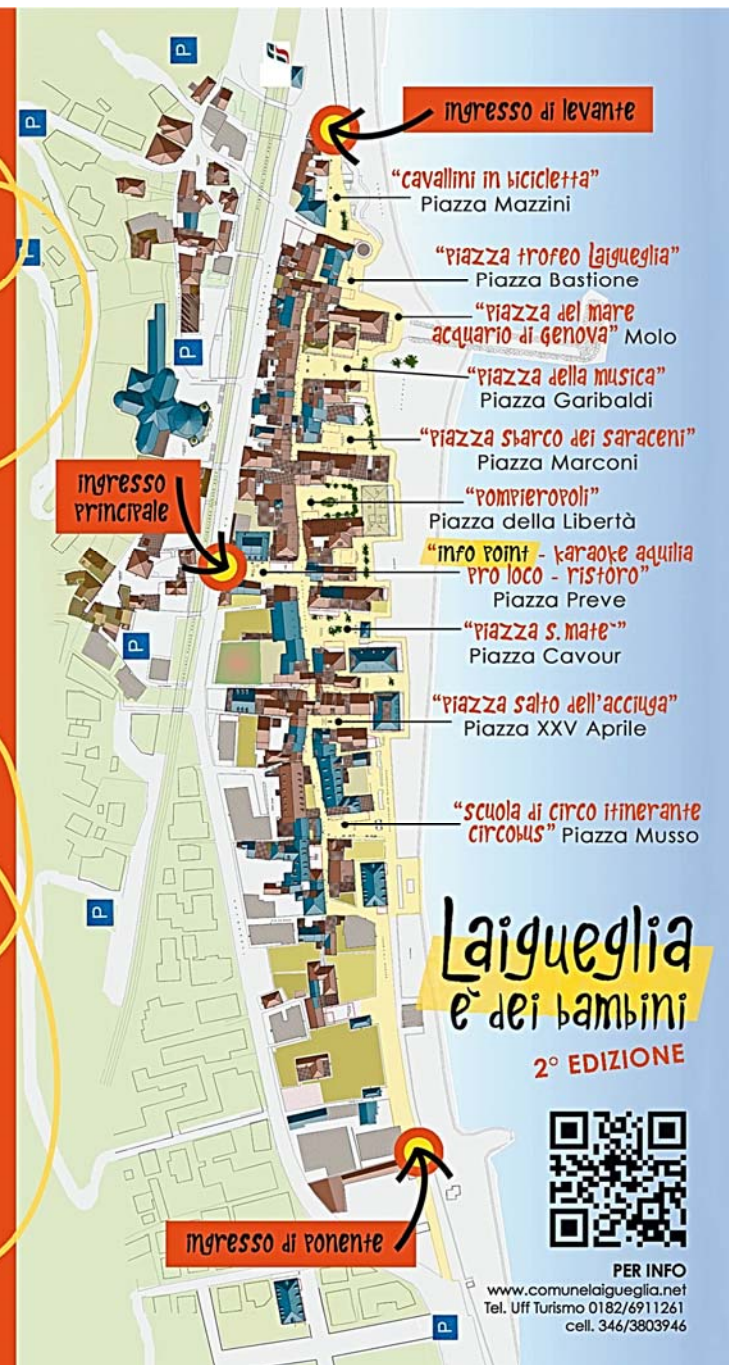 P
P
ingresso di levante
"cavallini in bicicletta"
Piazza Mazzini
P
"Piazza trofeo Laigueglia"
Piazza Bastione
"Piazza del mare
acquario di Genova" Molo
P
"Piazza della musica"
Piazza Garibaldi
"Piazza sbarco dei saraceni"
Piazza Marconi
ingresso
principale
"Pompieropoli"
Piazza della Libertà
"info point - karaoke aquilia
pro loco - ristoro"
Piazza Preve
P
"Piazza s. mate˜"
Piazza Cavour
"Piazza salto dell'acciuga"
Piazza XXV Aprile
"scuola di circo itinerante
circobus" Piazza Musso
P
Laigueglia
è dei bambini
2° EDIZIONE
ingresso di ponente
PER INFO
www.comunelaigueglia.net
Tel. Uff Turismo 0182/6911261
cell. 346/3803946
P